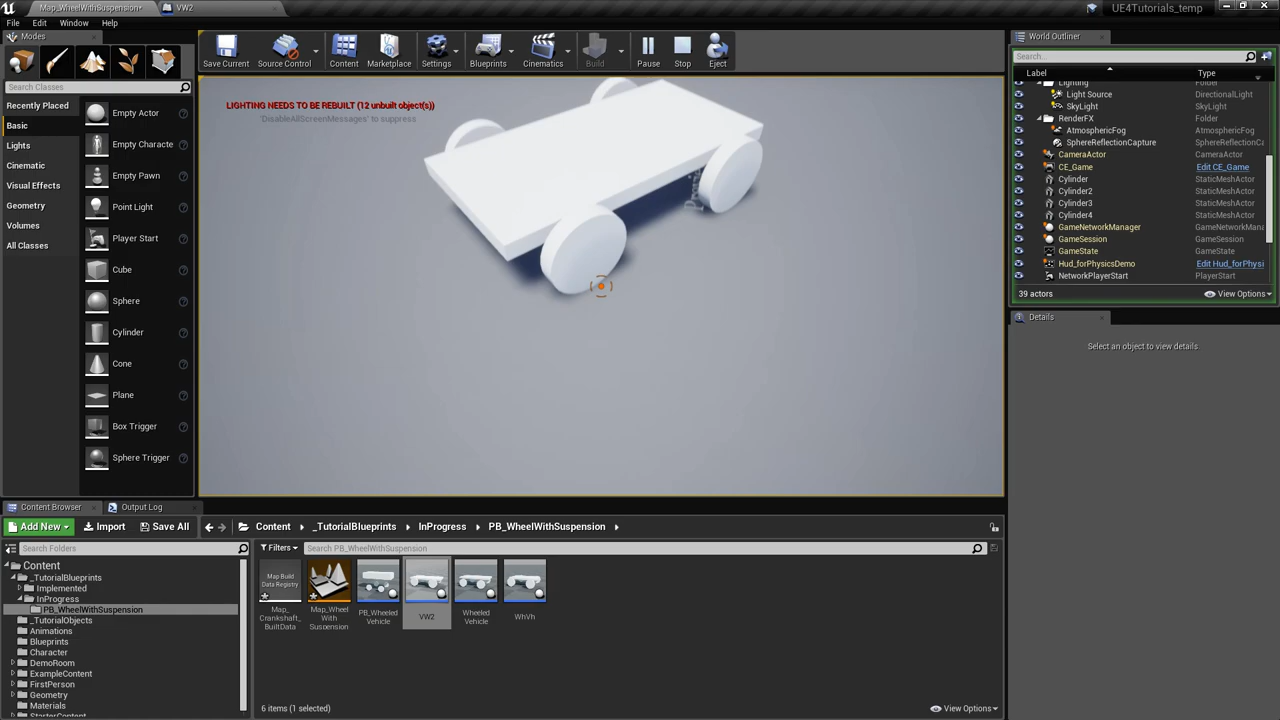 Map_WheelWithSuspension*
VW2
UE4Tutorials_temp
File Edit Window Help
Modes
Search Classes
Recently Placed
Basic
Lights
Cinematic
Visual Effects
Geometry
Volumes
All Classes
Empty Actor
Empty Characte
Empty Pawn
Point Light
Player Start
Cube
Sphere
Cylinder
Cone
Plane
Box Trigger
Sphere Trigger
Save Current Source Control Content Marketplace Settings Blueprints Cinematics Build Pause Stop Eject
LIGHTING NEEDS TO BE REBUILT (12 unbuilt object(s))
'DisableAllScreenMessages' to suppress
World Outliner
Search...
Label Type
Lighting Folder
Light Source DirectionalLight
SkyLight SkyLight
RenderFX Folder
AtmosphericFog AtmosphericFog
SphereReflectionCapture SphereReflectionCa
CameraActor CameraActor
CE_Game Edit CE_Game
Cylinder StaticMeshActor
Cylinder2 StaticMeshActor
Cylinder3 StaticMeshActor
Cylinder4 StaticMeshActor
GameNetworkManager GameNetworkMana
GameSession GameSession
GameState GameState
Hud_forPhysicsDemo Edit Hud_forPhysi
NetworkPlayerStart PlayerStart
39 actors View Options
Details
Select an object to view details.
Content Browser Output Log
Add New Import Save All Content _TutorialBlueprints InProgress PB_WheelWithSuspension
Search Folders
Content
_TutorialBlueprints
Implemented
InProgress
PB_WheelWithSuspension
_TutorialObjects
Animations
Blueprints
Character
DemoRoom
ExampleContent
FirstPerson
Geometry
Materials
StarterContent
Filters Search PB_WheelWithSuspension
Map Build
Data Registry
Map_
Crankshaft_
BuiltData
Map_Wheel
With
Suspension
PB_Wheeled
Vehicle
VW2
Wheeled
Vehicle
WhVh
6 items (1 selected) View Options